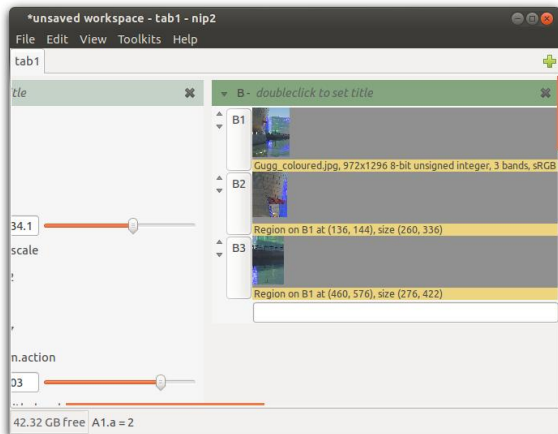 *unsaved workspace - tab1 - nip2
File Edit View Toolkits Help
tab1
B - doubleclick to set title
B1
Gugg_coloured.jpg, 972x1296 8-bit unsigned integer, 3 bands, sRGB
B2
Region on B1 at (136, 144), size (260, 336)
B3
Region on B1 at (460, 576), size (276, 422)
34.1
scale
n.action
03
42.32 GB free A1.a = 2